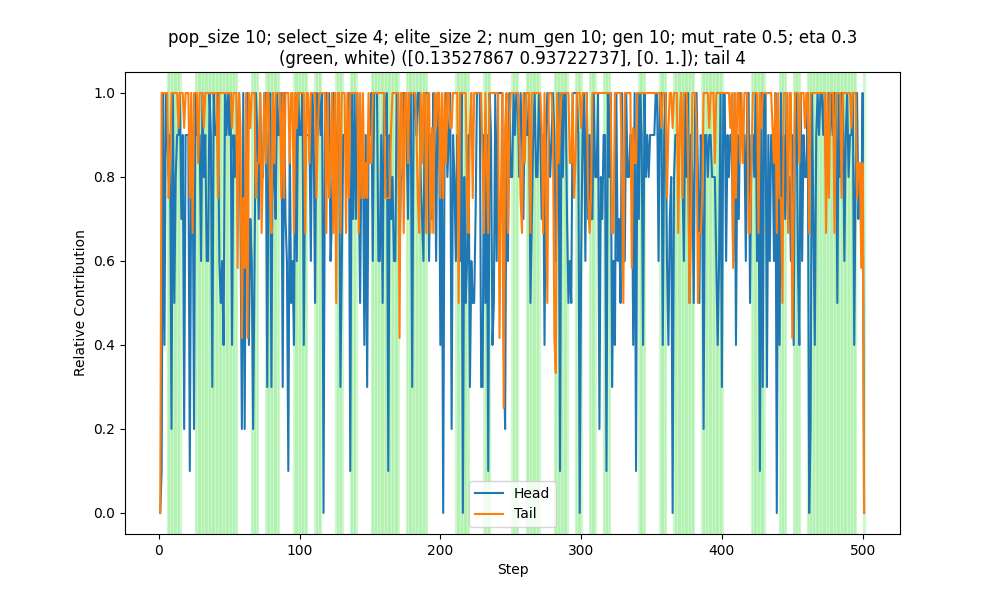 pop_size 10; select_size 4; elite_size 2; num_gen 10; gen 10; mut_rate 0.5; eta 0.3
(green, white) ([0.13527867 0.93722737], [0. 1.]); tail 4
Relative Contribution
1.0
0.8
0.6
0.4
0.2
0.0
Head
Tail
0
100
200
300
400
500
Step